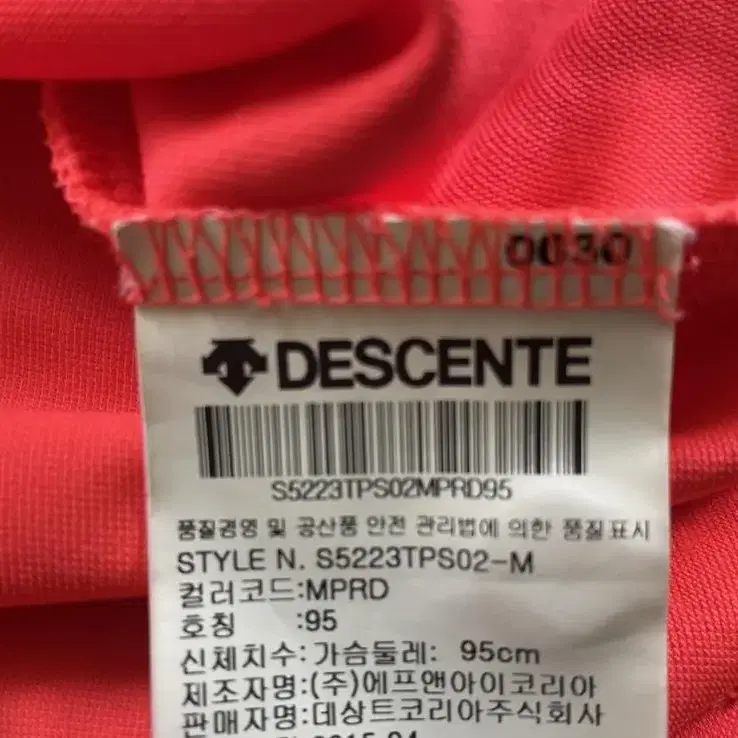 0030
DESCENTE
S5223TPS02MPRD95
품질경영 및 공산품 안전 관리법에 의한 품질표시
STYLE N. S5223TPS02-M
컬러코드:MPRD
호칭 :95
신체치수:가슴둘레: 95cm
제조자명:(주)에프앤아이코리아
판매자명:데상트코리아주식회사